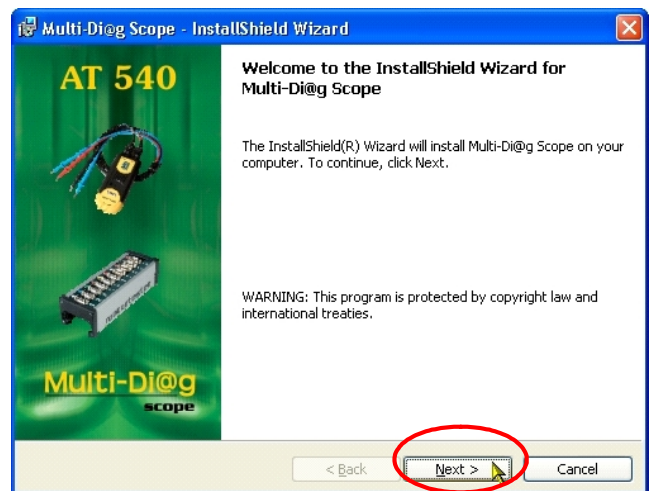 Multi-Di@g Scope - InstallShield Wizard
AT 540
Multi-Di@g
scope
Welcome to the InstallShield Wizard for
Multi-Di@g Scope
The InstallShield(R) Wizard will install Multi-Di@g Scope on your
computer. To continue, click Next.
WARNING: This program is protected by copyright law and
international treaties.
< Back
Next >
Cancel